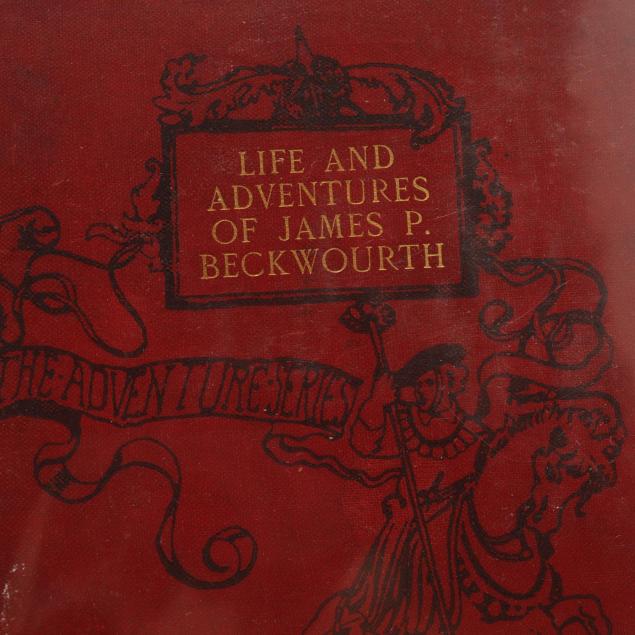 LIFE AND
ADVENTURES
OF JAMES P.
BECKWOURTH
THE·ADVENTURE·SERIES